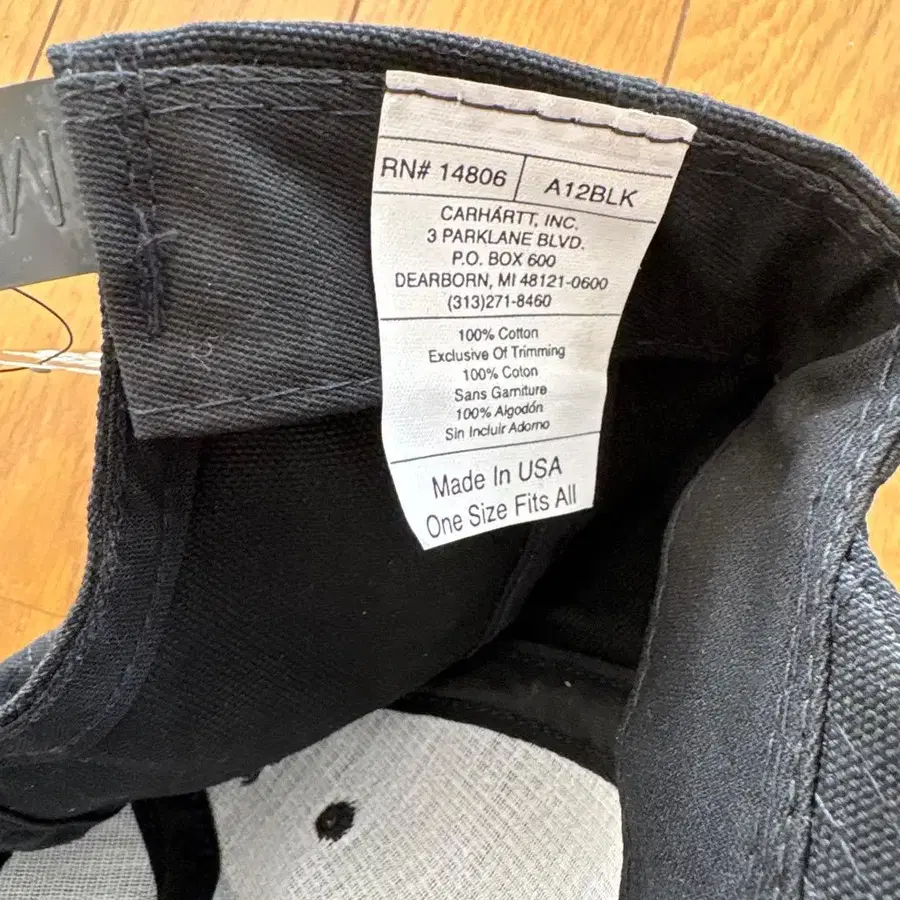 RN# 14806 A12BLK
CARHARTT, INC.
3 PARKLANE BLVD.
P.O. BOX 600
DEARBORN, MI 48121-0600
(313)271-8460
100% Cotton
Exclusive Of Trimming
100% Coton
Sans Garniture
100% Algodón
Sin Incluir Adorno
Made In USA
One Size Fits All